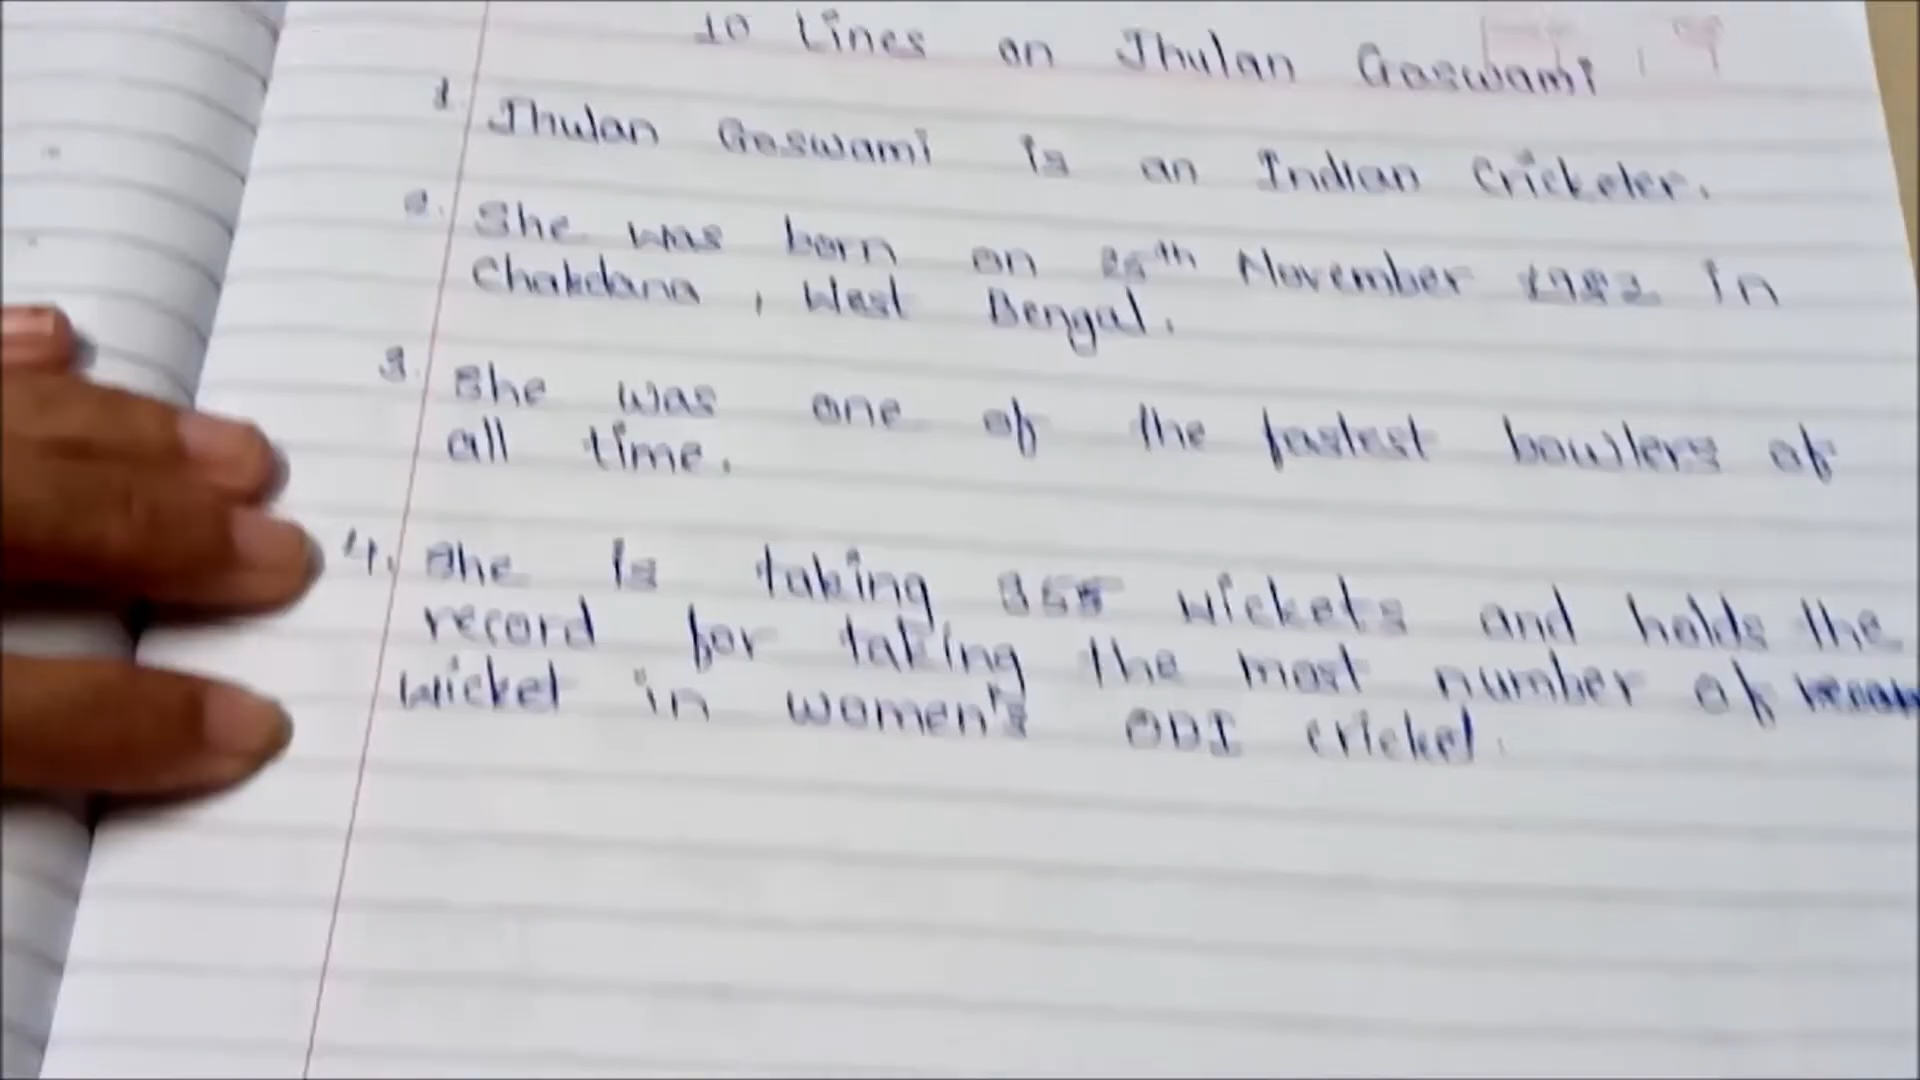 10 Lines on Jhulan Goswami
1. Jhulan Goswami is an Indian Cricketer.
2. She was born on 25th November 1982 in
Chakdana, West Bengal.
3. She was one of the fastest bowlers of
all time.
4. She is taking 355 wickets and holds the
record for taking the most number of
wicket in women's ODI cricket.